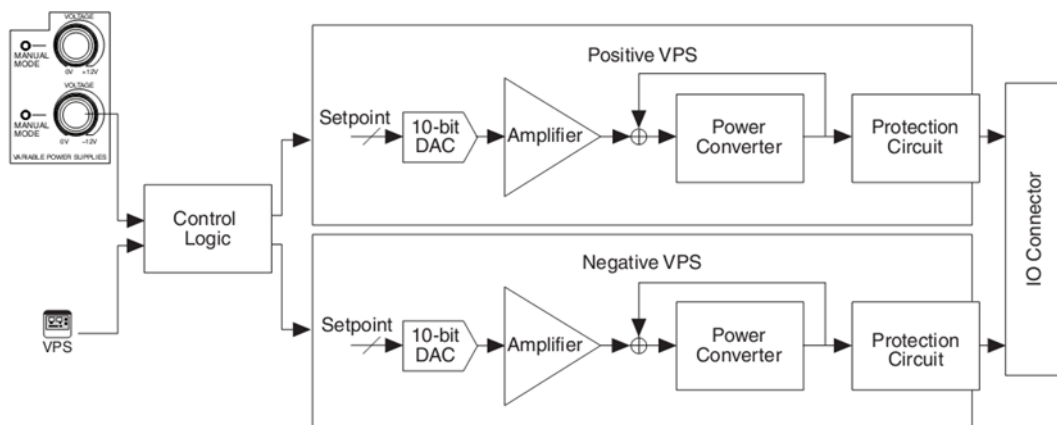 VOLTAGE
MANUAL
MODE
0V +12V
VOLTAGE
MANUAL
MODE
0V −12V
VARIABLE POWER SUPPLIES
VPS
Control
Logic
Positive VPS
Setpoint
10-bit
DAC
Amplifier
Power
Converter
Protection
Circuit
Negative VPS
Setpoint
10-bit
DAC
Amplifier
Power
Converter
Protection
Circuit
IO Connector